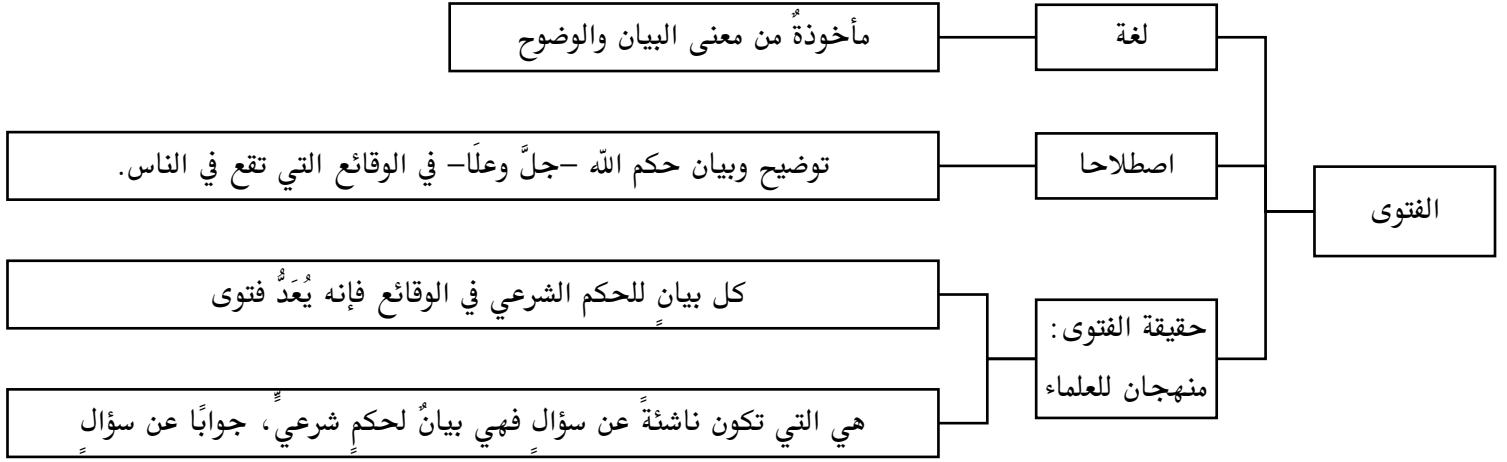 الفتوى
لغة
مأخوذةٌ من معنى البيان والوضوح
اصطلاحا
توضيح وبيان حكم الله –جلَّ وعلَا– في الوقائع التي تقع في الناس.
حقيقة الفتوى:
منهجان للعلماء
كل بيانٍ للحكم الشرعي في الوقائع فإنه يُعَدُّ فتوى
هي التي تكون ناشئةً عن سؤالٍ فهي بيانٌ لحكمٍ شرعيٍّ، جوابًا عن سؤالٍ